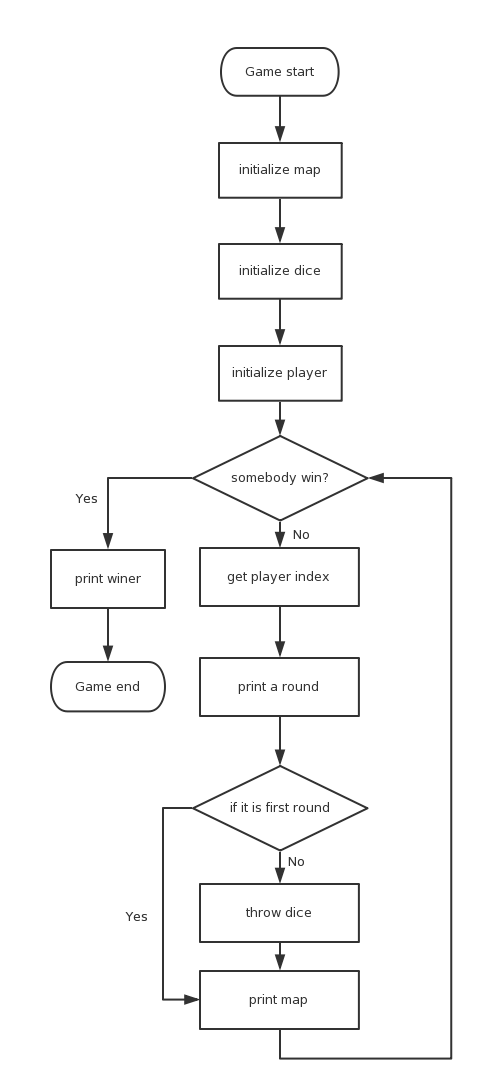 Game start
initialize map
initialize dice
initialize player
somebody win?
Yes
No
print winer
get player index
Game end
print a round
if it is first round
No
Yes
throw dice
print map